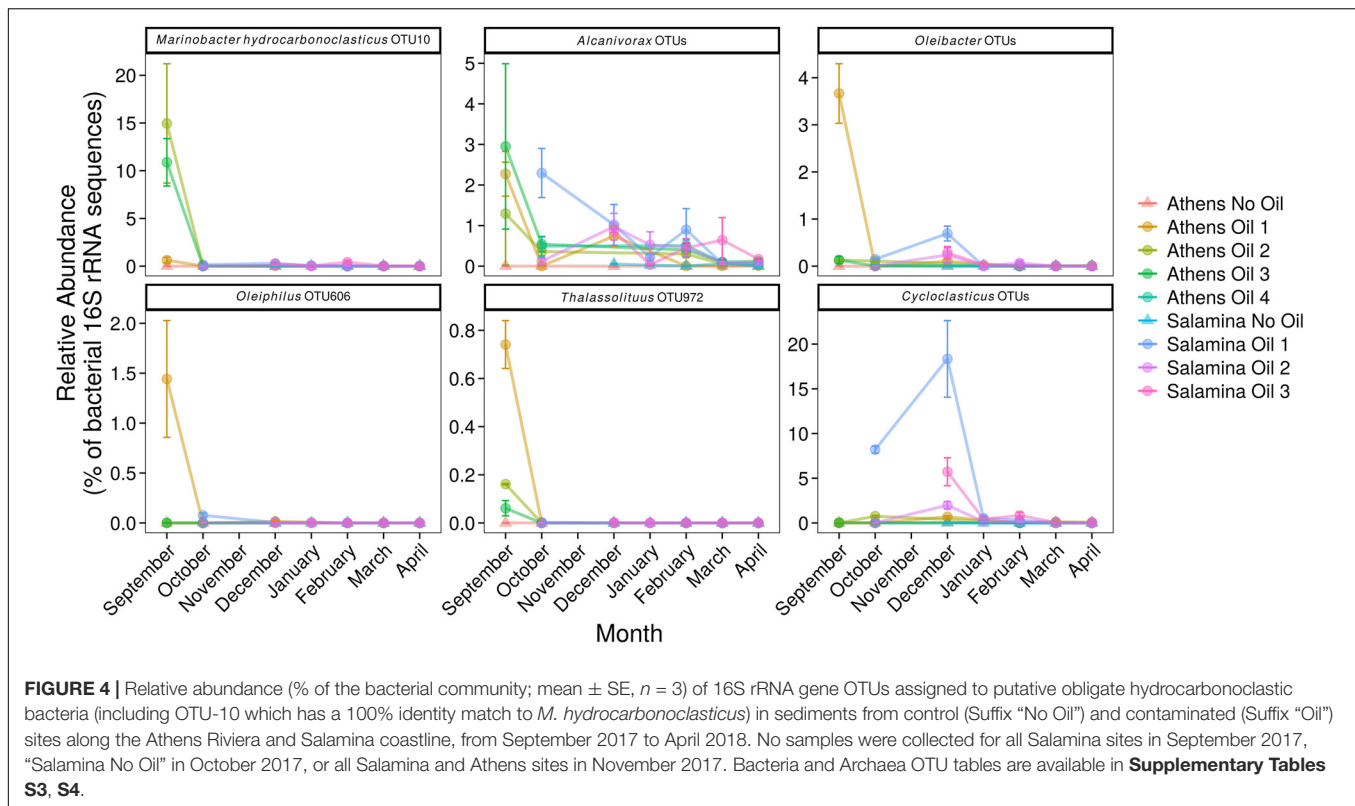 Marinobacter hydrocarbonoclasticus OTU10
Alcanivorax OTUs
Oleibacter OTUs
20
15
10
5
0
5
4
3
2
1
0
4
3
2
1
0
Oleiphilus OTU606
Thalassolituus OTU972
Cycloclasticus OTUs
2.0
1.5
1.0
0.5
0.0
0.8
0.6
0.4
0.2
0.0
20
15
10
5
0
Relative Abundance
(% of bacterial 16S rRNA sequences)
September
October
November
December
January
February
March
April
September
October
November
December
January
February
March
April
September
October
November
December
January
February
March
April
Month
Athens No Oil
Athens Oil 1
Athens Oil 2
Athens Oil 3
Athens Oil 4
Salamina No Oil
Salamina Oil 1
Salamina Oil 2
Salamina Oil 3
FIGURE 4 | Relative abundance (% of the bacterial community; mean ± SE, n = 3) of 16S rRNA gene OTUs assigned to putative obligate hydrocarbonoclastic
bacteria (including OTU-10 which has a 100% identity match to M. hydrocarbonoclasticus) in sediments from control (Suffix “No Oil”) and contaminated (Suffix “Oil”)
sites along the Athens Riviera and Salamina coastline, from September 2017 to April 2018. No samples were collected for all Salamina sites in September 2017,
“Salamina No Oil” in October 2017, or all Salamina and Athens sites in November 2017. Bacteria and Archaea OTU tables are available in Supplementary Tables
S3, S4.